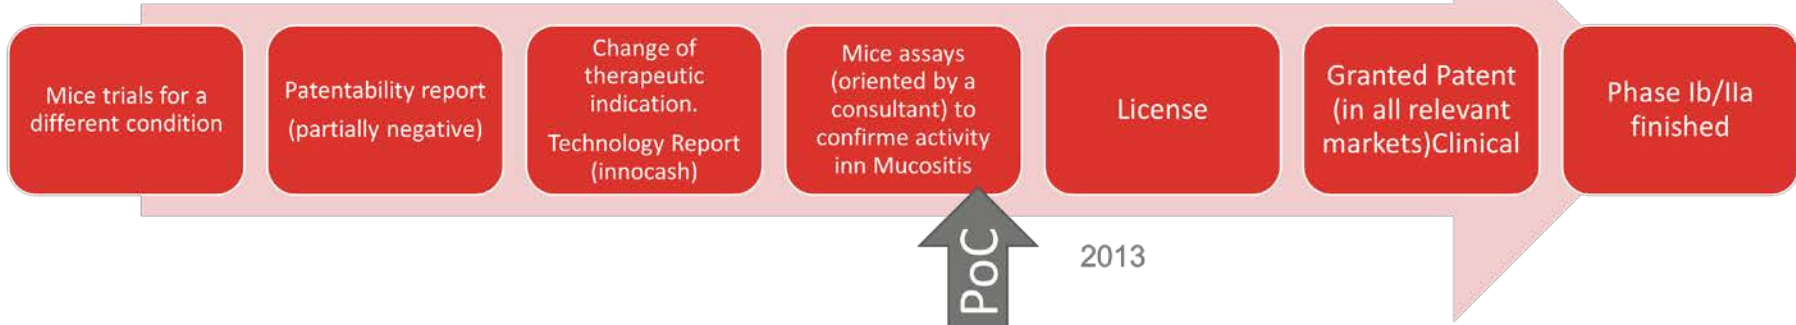 Mice trials for a
different condition
Patentability report
(partially negative)
Change of
therapeutic
indication.
Technology Report
(innocash)
Mice assays
(oriented by a
consultant) to
confirme activity
inn Mucositis
License
Granted Patent
(in all relevant
markets)Clinical
Phase Ib/IIa
finished
PoC
2013